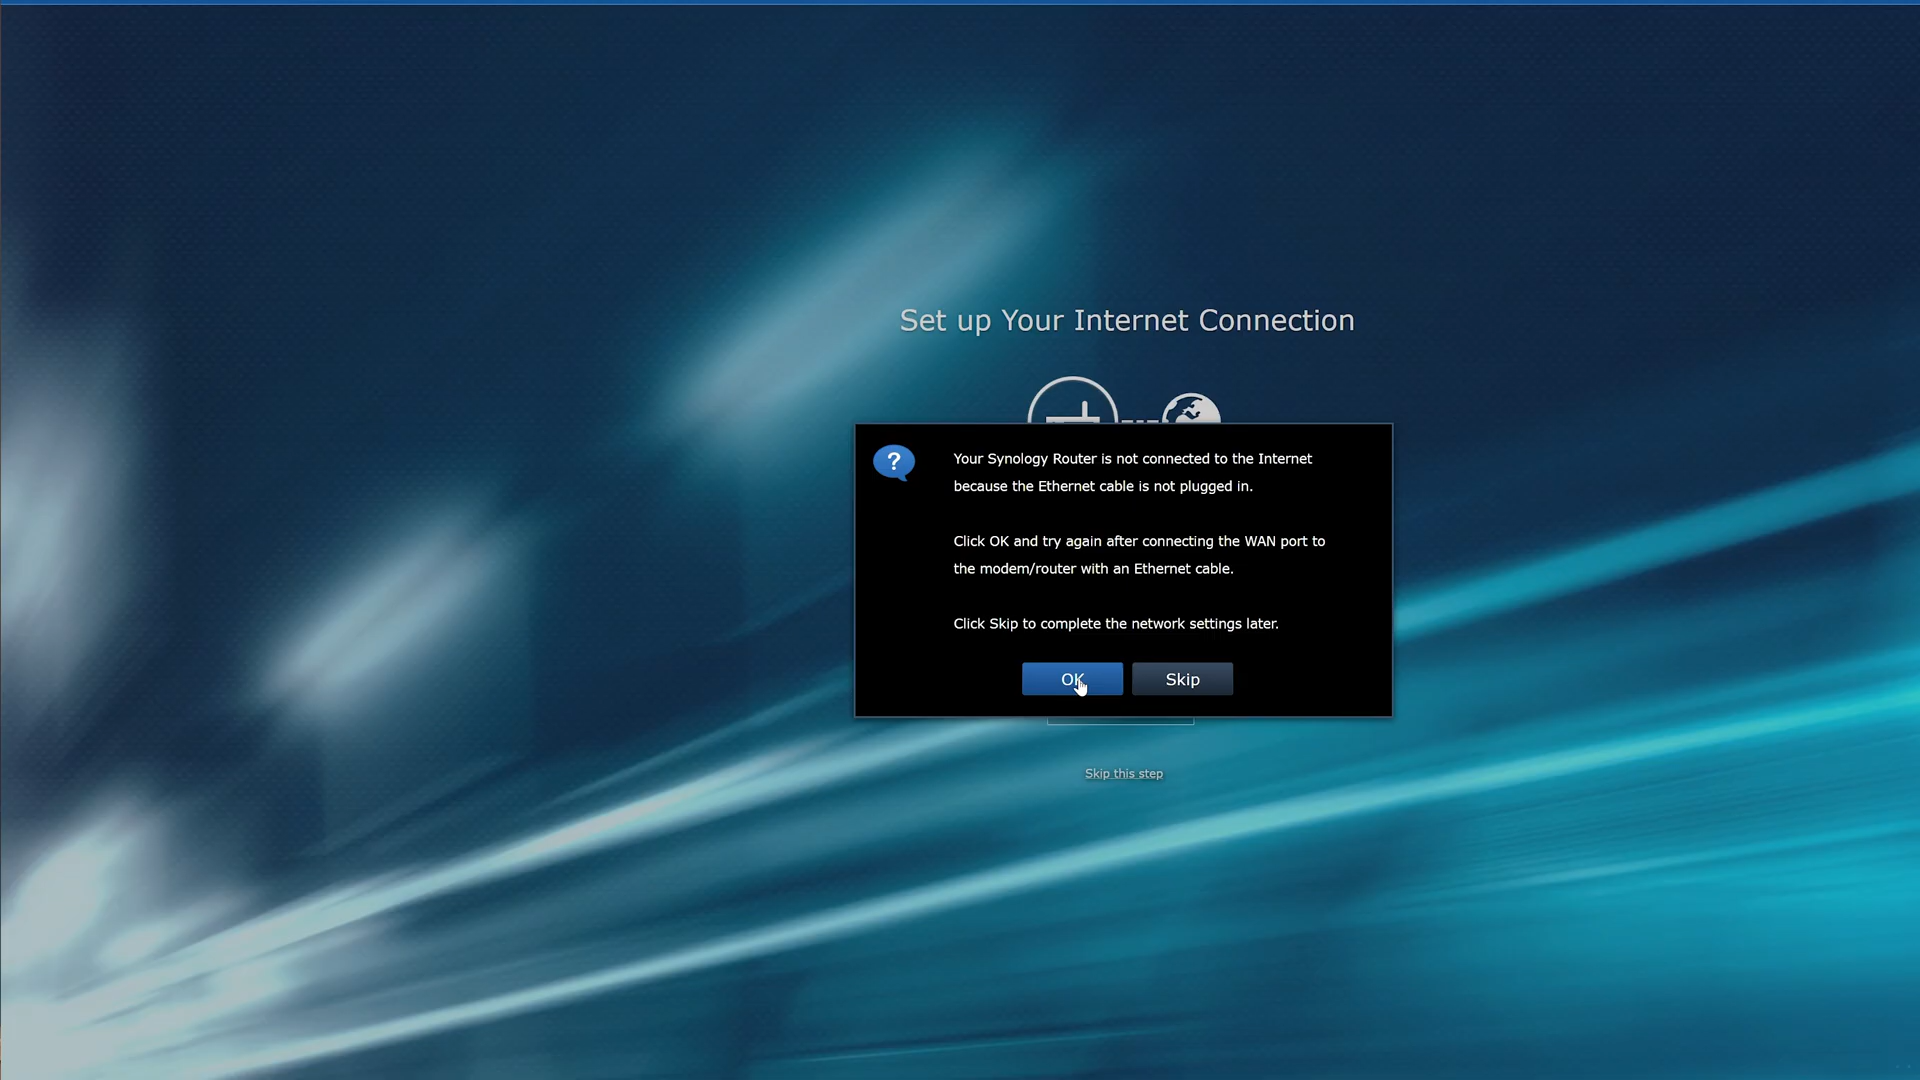 Set up Your Internet Connection
?
Your Synology Router is not connected to the Internet
because the Ethernet cable is not plugged in.
Click OK and try again after connecting the WAN port to
the modem/router with an Ethernet cable.
Click Skip to complete the network settings later.
OK
Skip
Skip this step